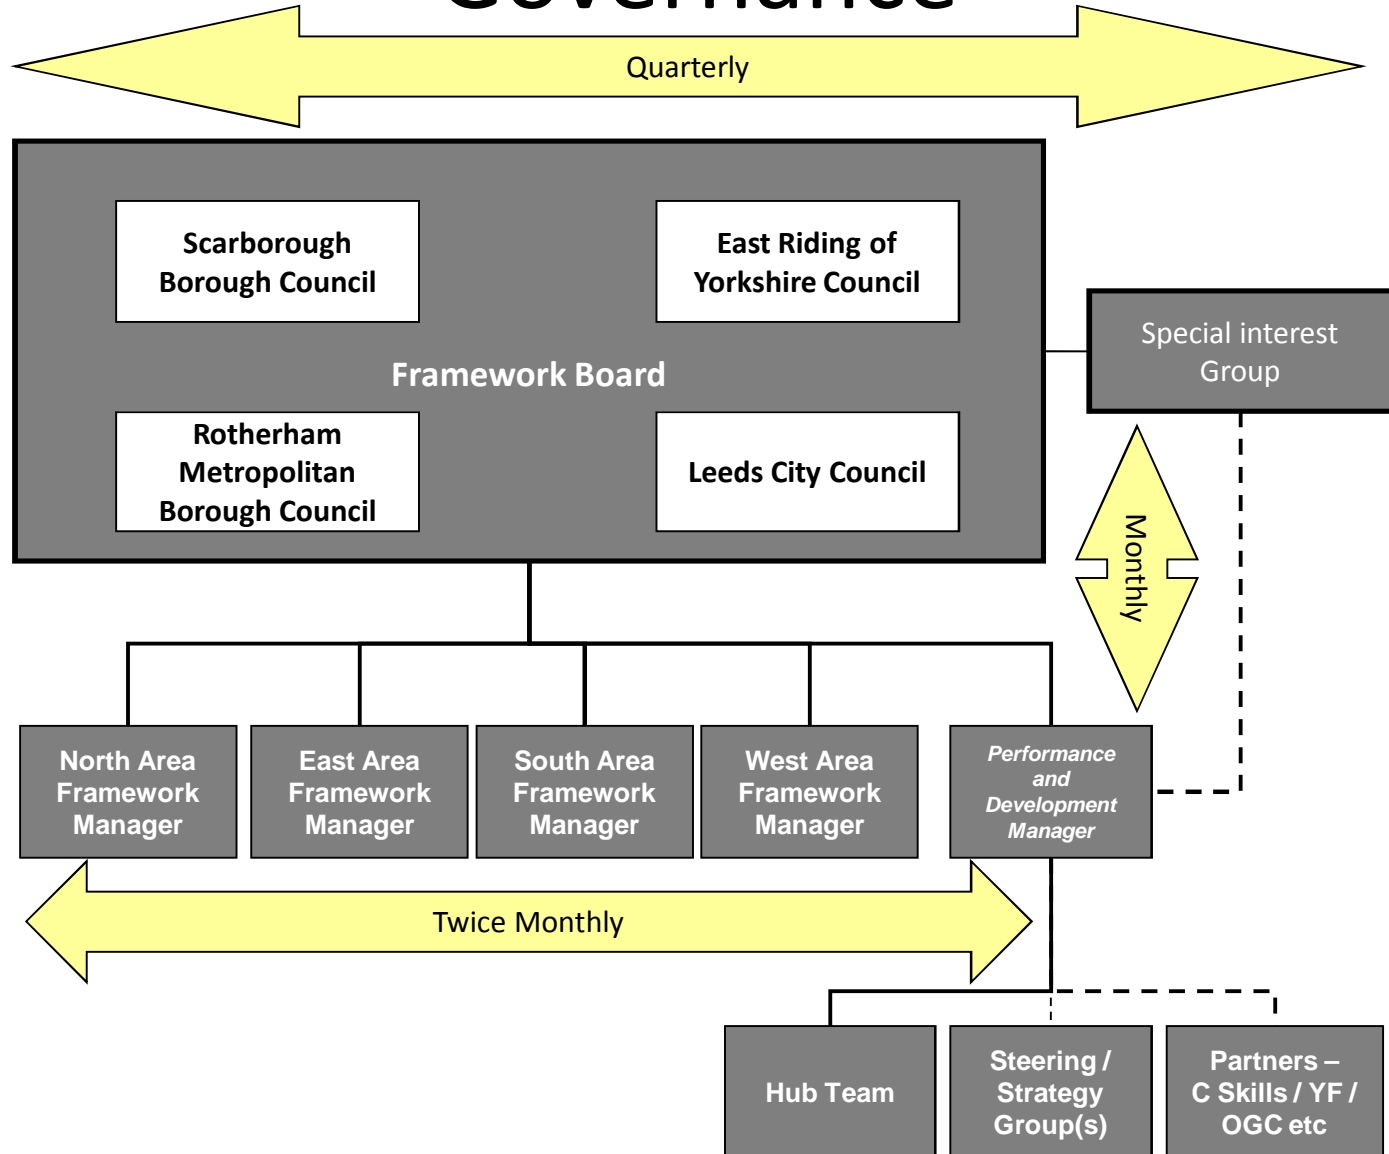 Governance
Quarterly
Scarborough
Borough Council
East Riding of
Yorkshire Council
Special interest
Group
Framework Board
Rotherham
Metropolitan
Borough Council
Leeds City Council
Monthly
North Area
Framework
Manager
East Area
Framework
Manager
South Area
Framework
Manager
West Area
Framework
Manager
Performance
and
Development
Manager
Twice Monthly
Hub Team
Steering /
Strategy
Group(s)
Partners –
C Skills / YF /
OGC etc